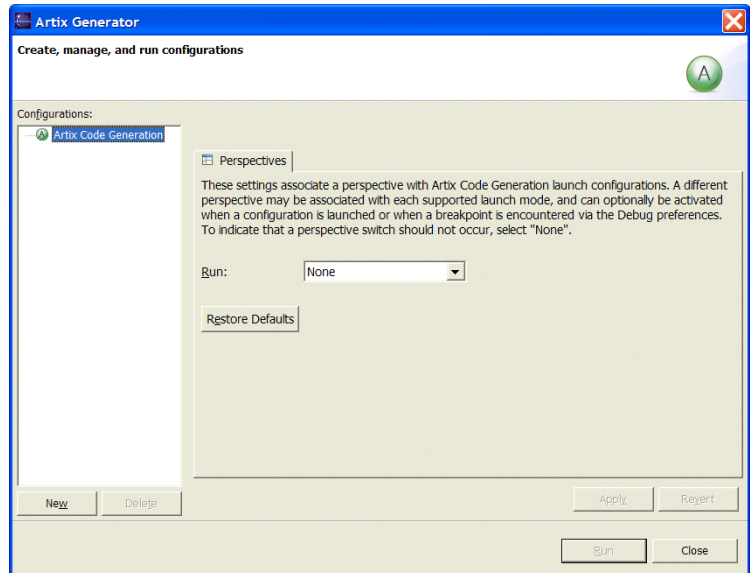 Artix Generator
Create, manage, and run configurations
A
Configurations:
A Artix Code Generation
Perspectives
These settings associate a perspective with Artix Code Generation launch configurations. A different
perspective may be associated with each supported launch mode, and can optionally be activated
when a configuration is launched or when a breakpoint is encountered via the Debug preferences.
To indicate that a perspective switch should not occur, select "None".
Run: None
Restore Defaults
New Delete
Apply Revert
Run Close